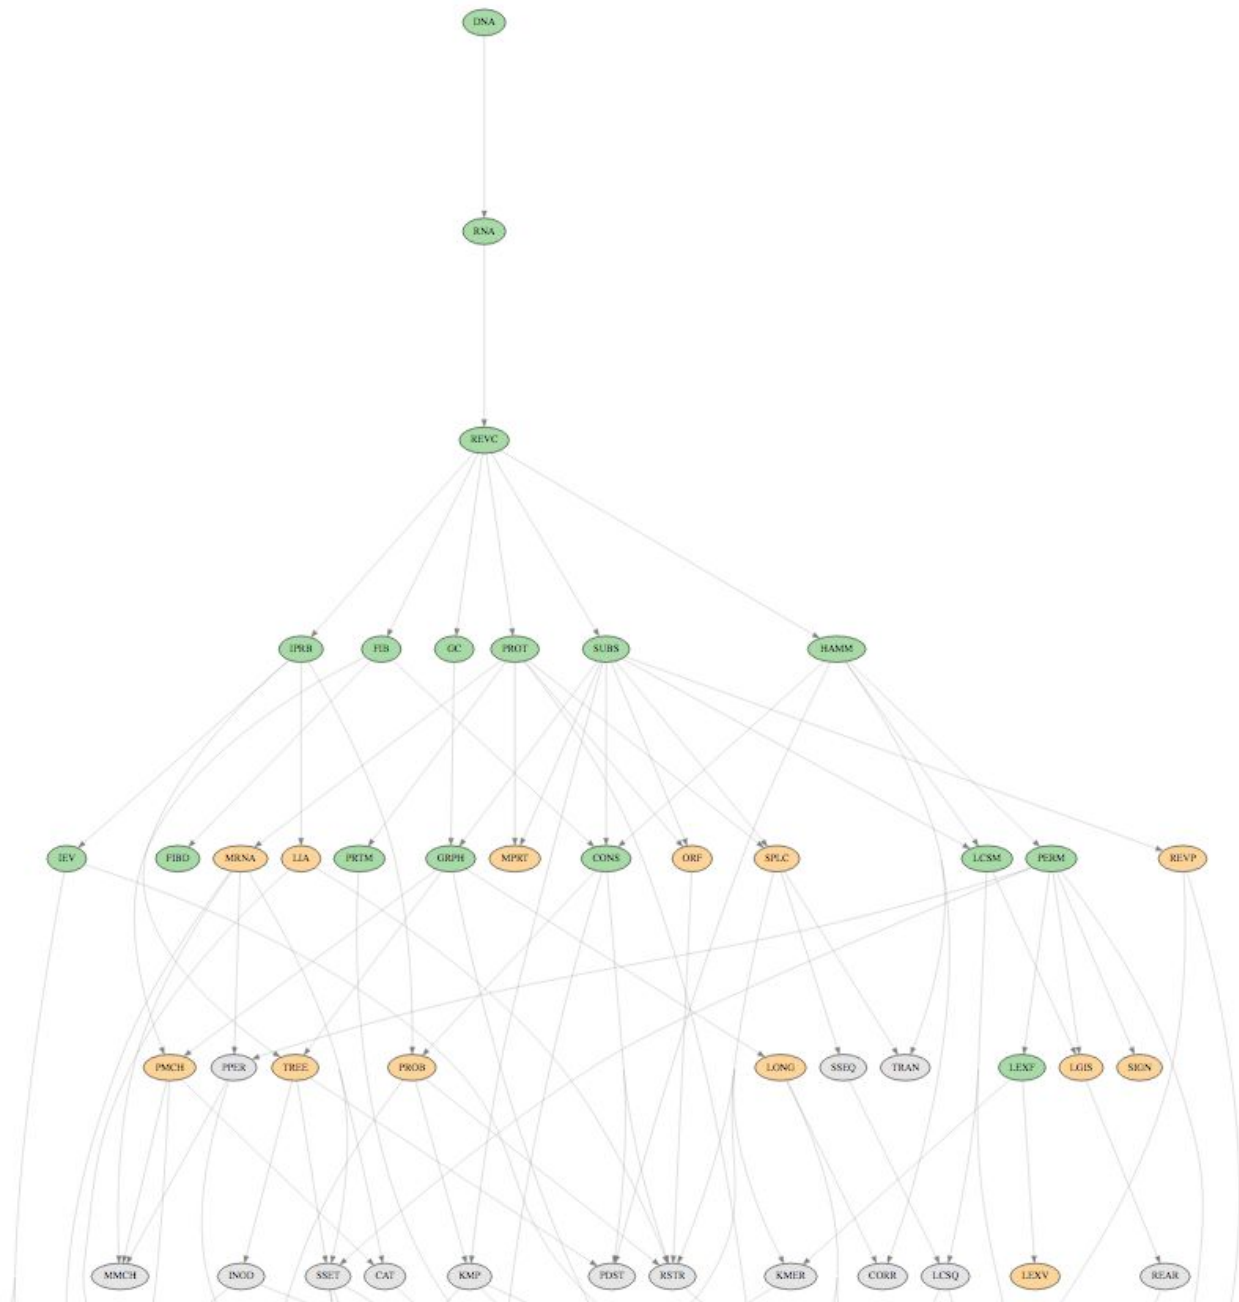 DNA
RNA
REVC
IPRB FIB GC PROT SUBS HAMM
IEV FIBD MRNA LIA PRTM GRPH MPRT CONS ORF SPLC LCSM PERM REVP
PMCH PPER TREE PROB LONG SSEQ TRAN LEXF LGIS SIGN
MMCH INOD SSET CAT KMP PDST RSTR KMER CORR LCSQ LEXV REAR